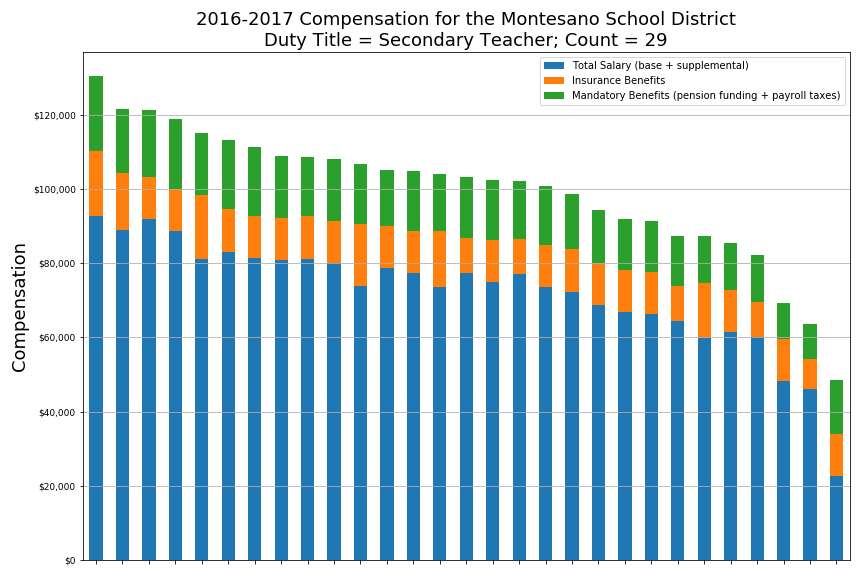 2016-2017 Compensation for the Montesano School District
Duty Title = Secondary Teacher; Count = 29
Total Salary (base + supplemental)
Insurance Benefits
Mandatory Benefits (pension funding + payroll taxes)
Compensation
$120,000
$100,000
$80,000
$60,000
$40,000
$20,000
$0